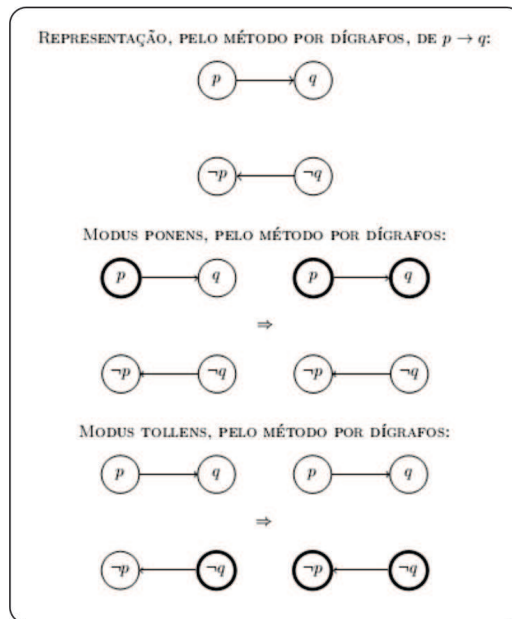 Representação, pelo método por dígrafos, de p → q:
p q
¬p ¬q
Modus ponens, pelo método por dígrafos:
p q p q
⇒
¬p ¬q ¬p ¬q
Modus tollens, pelo método por dígrafos:
p q p q
⇒
¬p ¬q ¬p ¬q